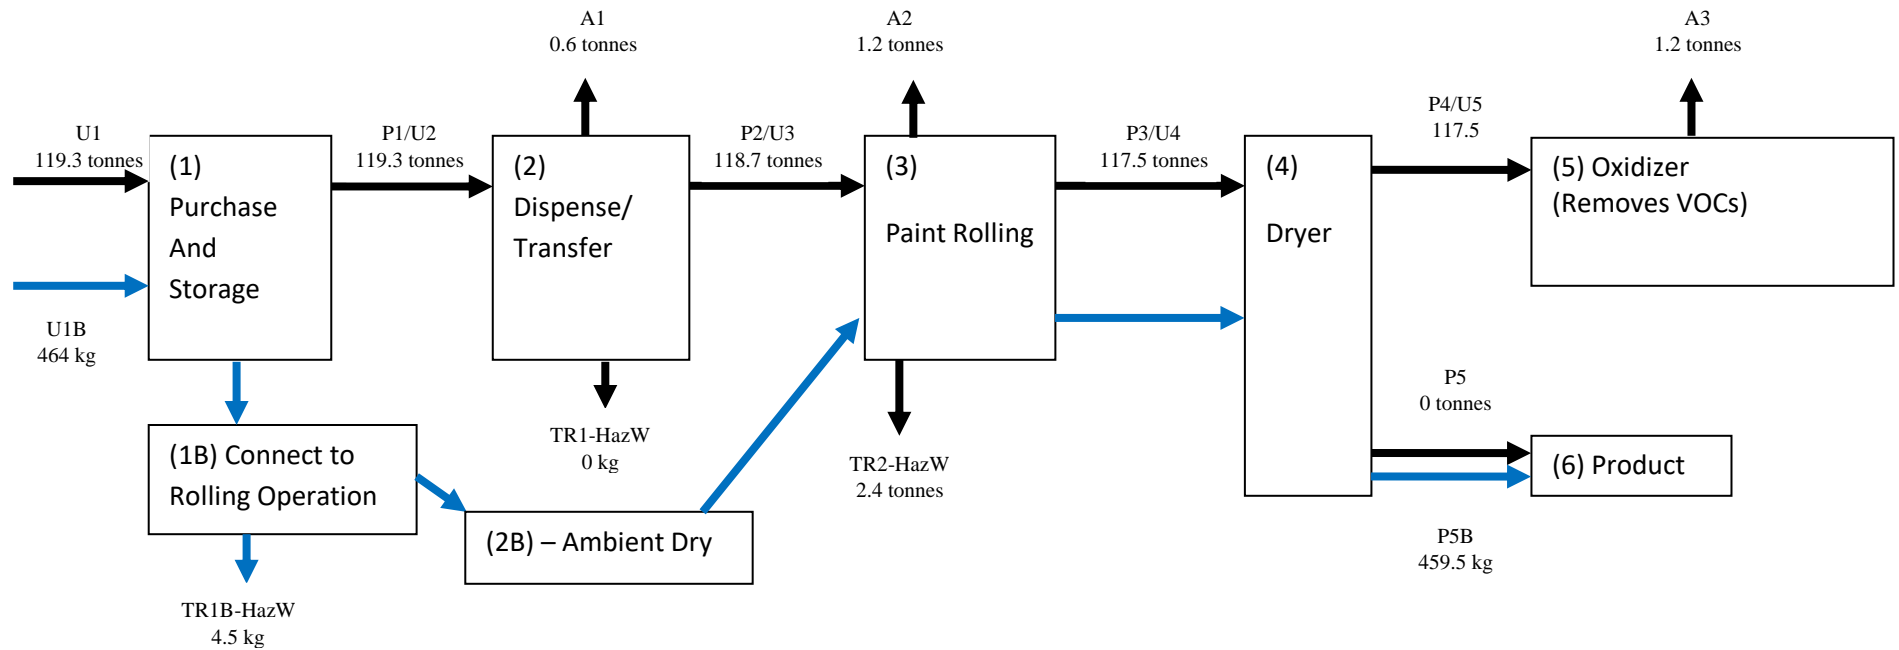 A1
0.6 tonnes
A2
1.2 tonnes
A3
1.2 tonnes
U1
119.3 tonnes
(1)
Purchase
And
Storage
P1/U2
119.3 tonnes
(2)
Dispense/
Transfer
P2/U3
118.7 tonnes
(3)
Paint Rolling
P3/U4
117.5 tonnes
(4)
Dryer
P4/U5
117.5
(5) Oxidizer
(Removes VOCs)
U1B
464 kg
(1B) Connect to
Rolling Operation
TR1-HazW
0 kg
TR2-HazW
2.4 tonnes
P5
0 tonnes
(6) Product
(2B) – Ambient Dry
P5B
459.5 kg
TR1B-HazW
4.5 kg